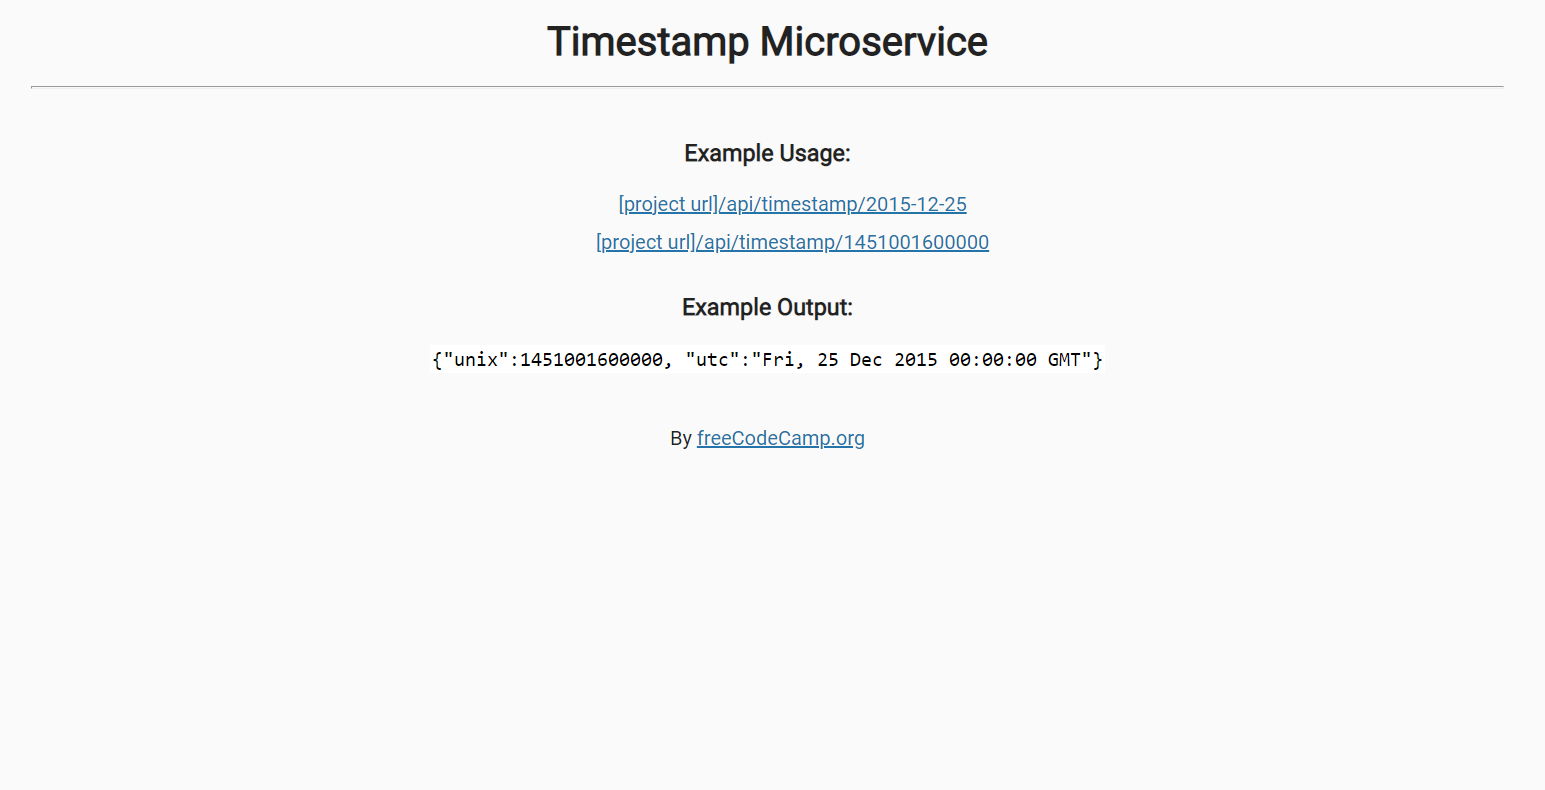 Timestamp Microservice
Example Usage:
[project url]/api/timestamp/2015-12-25
[project url]/api/timestamp/1451001600000
Example Output:
{"unix":1451001600000, "utc":"Fri, 25 Dec 2015 00:00:00 GMT"}
By freeCodeCamp.org